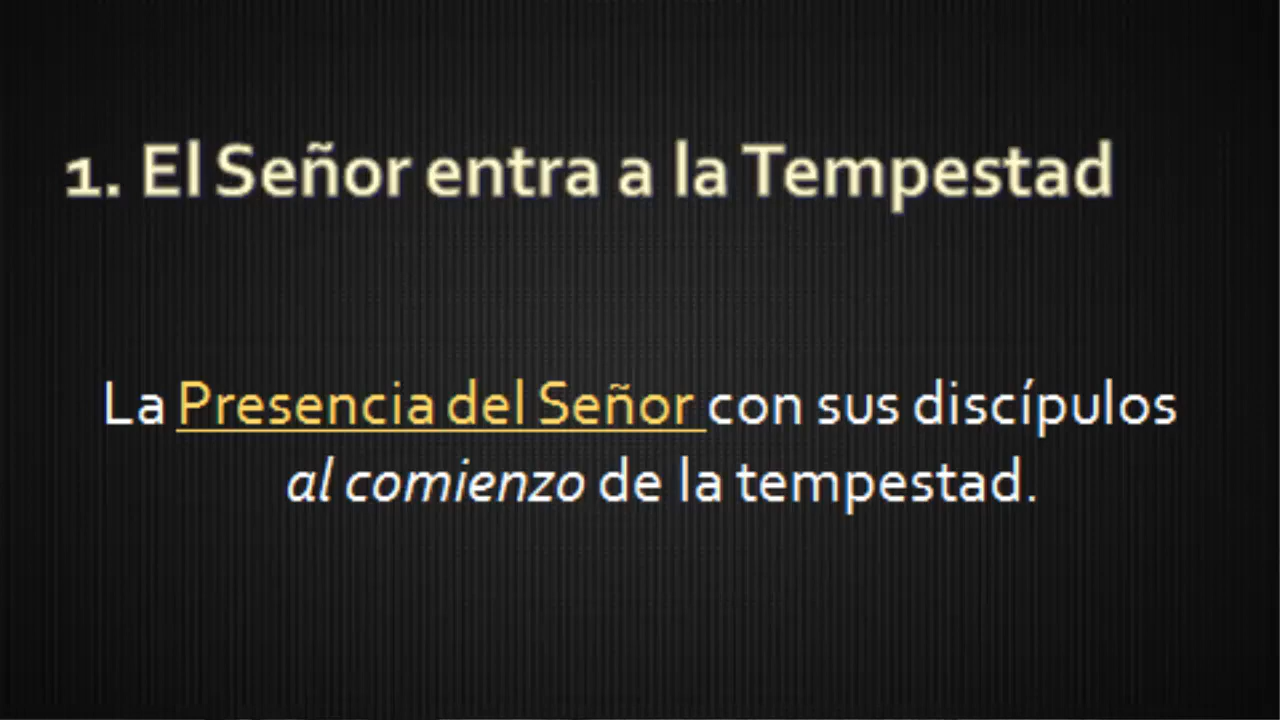 1. El Señor entra a la Tempestad
La Presencia del Señor con sus discípulos
al comienzo de la tempestad.